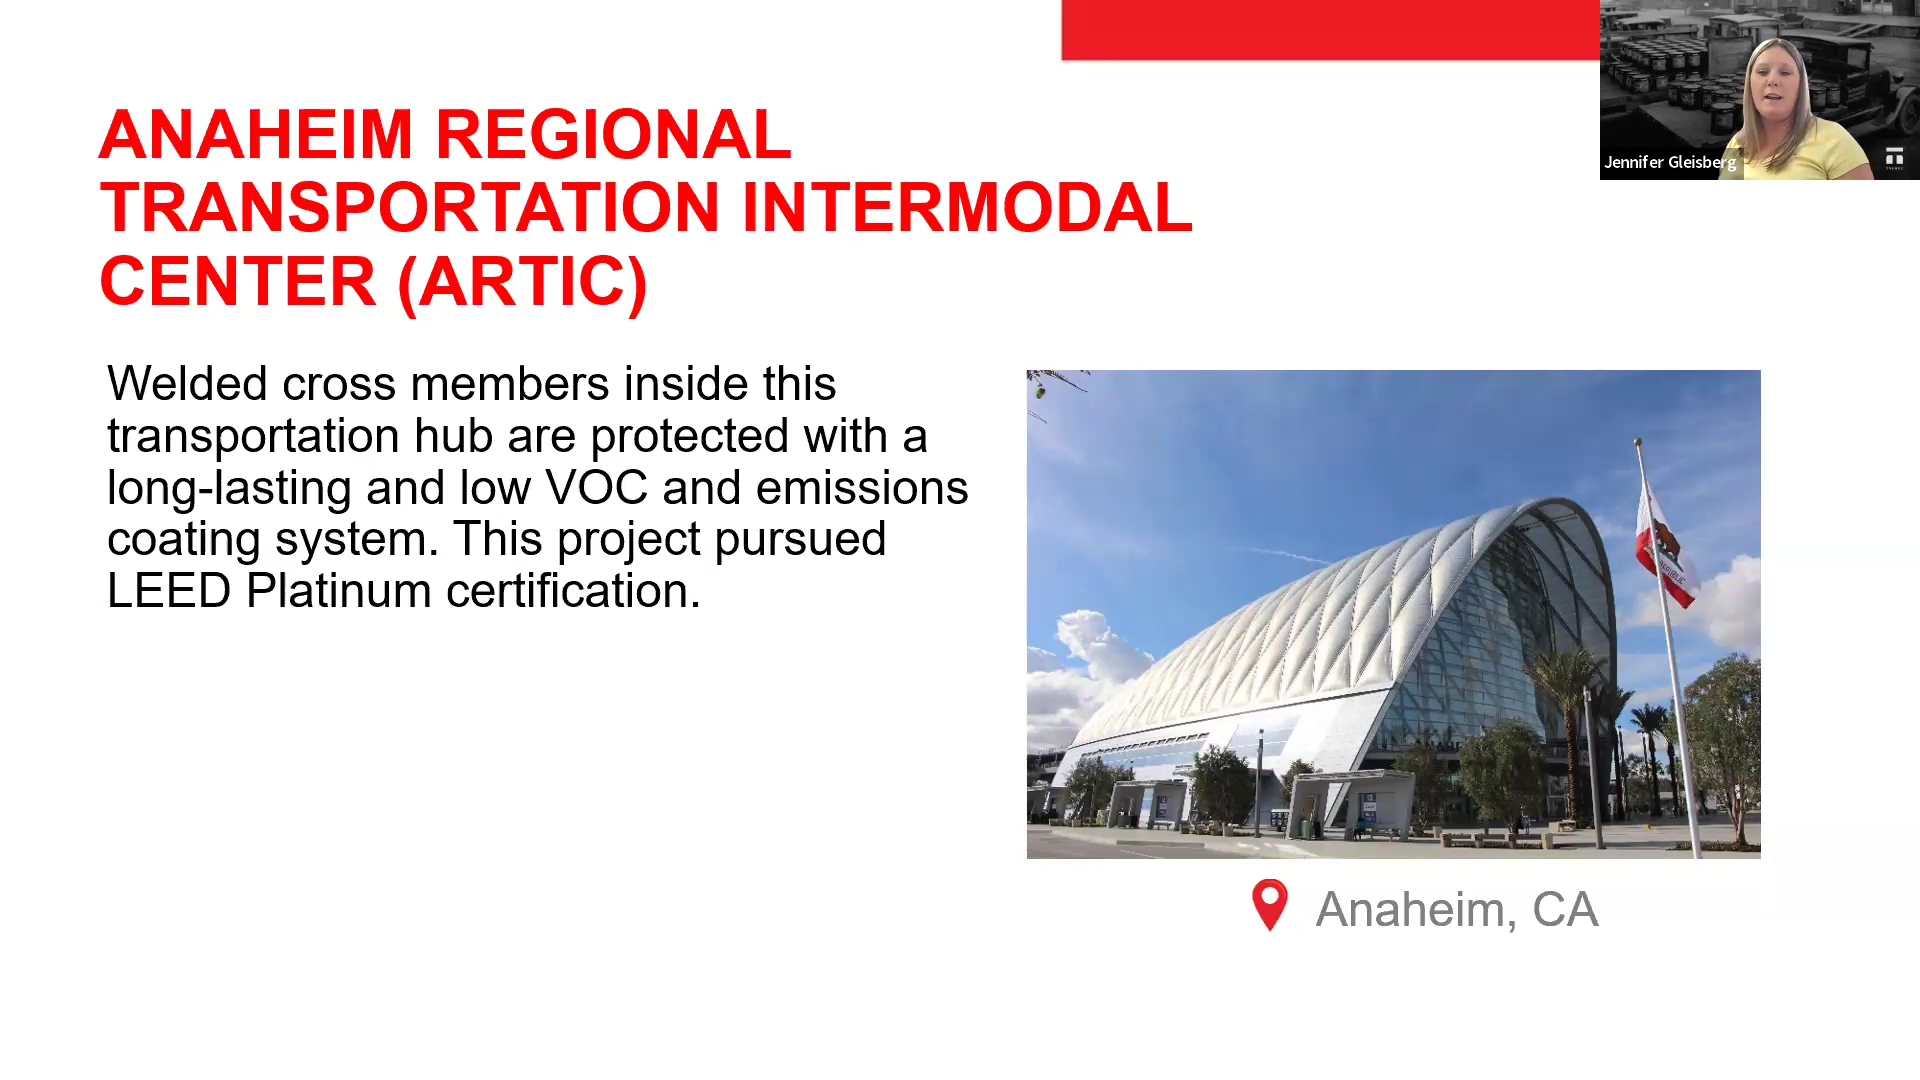 ANAHEIM REGIONAL
TRANSPORTATION INTERMODAL
CENTER (ARTIC)
Jennifer Gleisberg
Welded cross members inside this
transportation hub are protected with a
long-lasting and low VOC and emissions
coating system. This project pursued
LEED Platinum certification.
Anaheim, CA